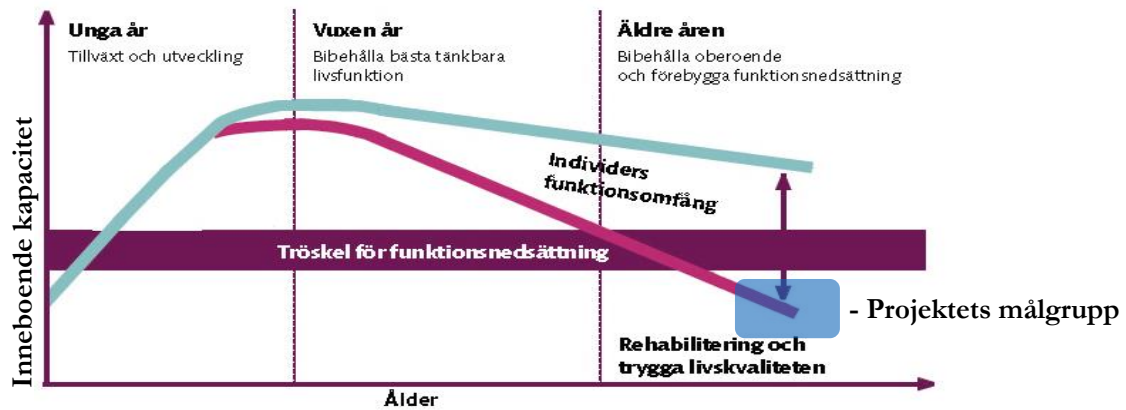 Unga år
Tillväxt och utveckling
Vuxen år
Bibehålla bästa tänkbara
livsfunktion
Äldre åren
Bibehålla oberoende
och förebygga funktionsnedsättning
Inneboende kapacitet
Individers
funktionsomfång
Tröskel för funktionsnedsättning
- Projektets målgrupp
Rehabilitering och
trygga livskvaliteten
Ålder